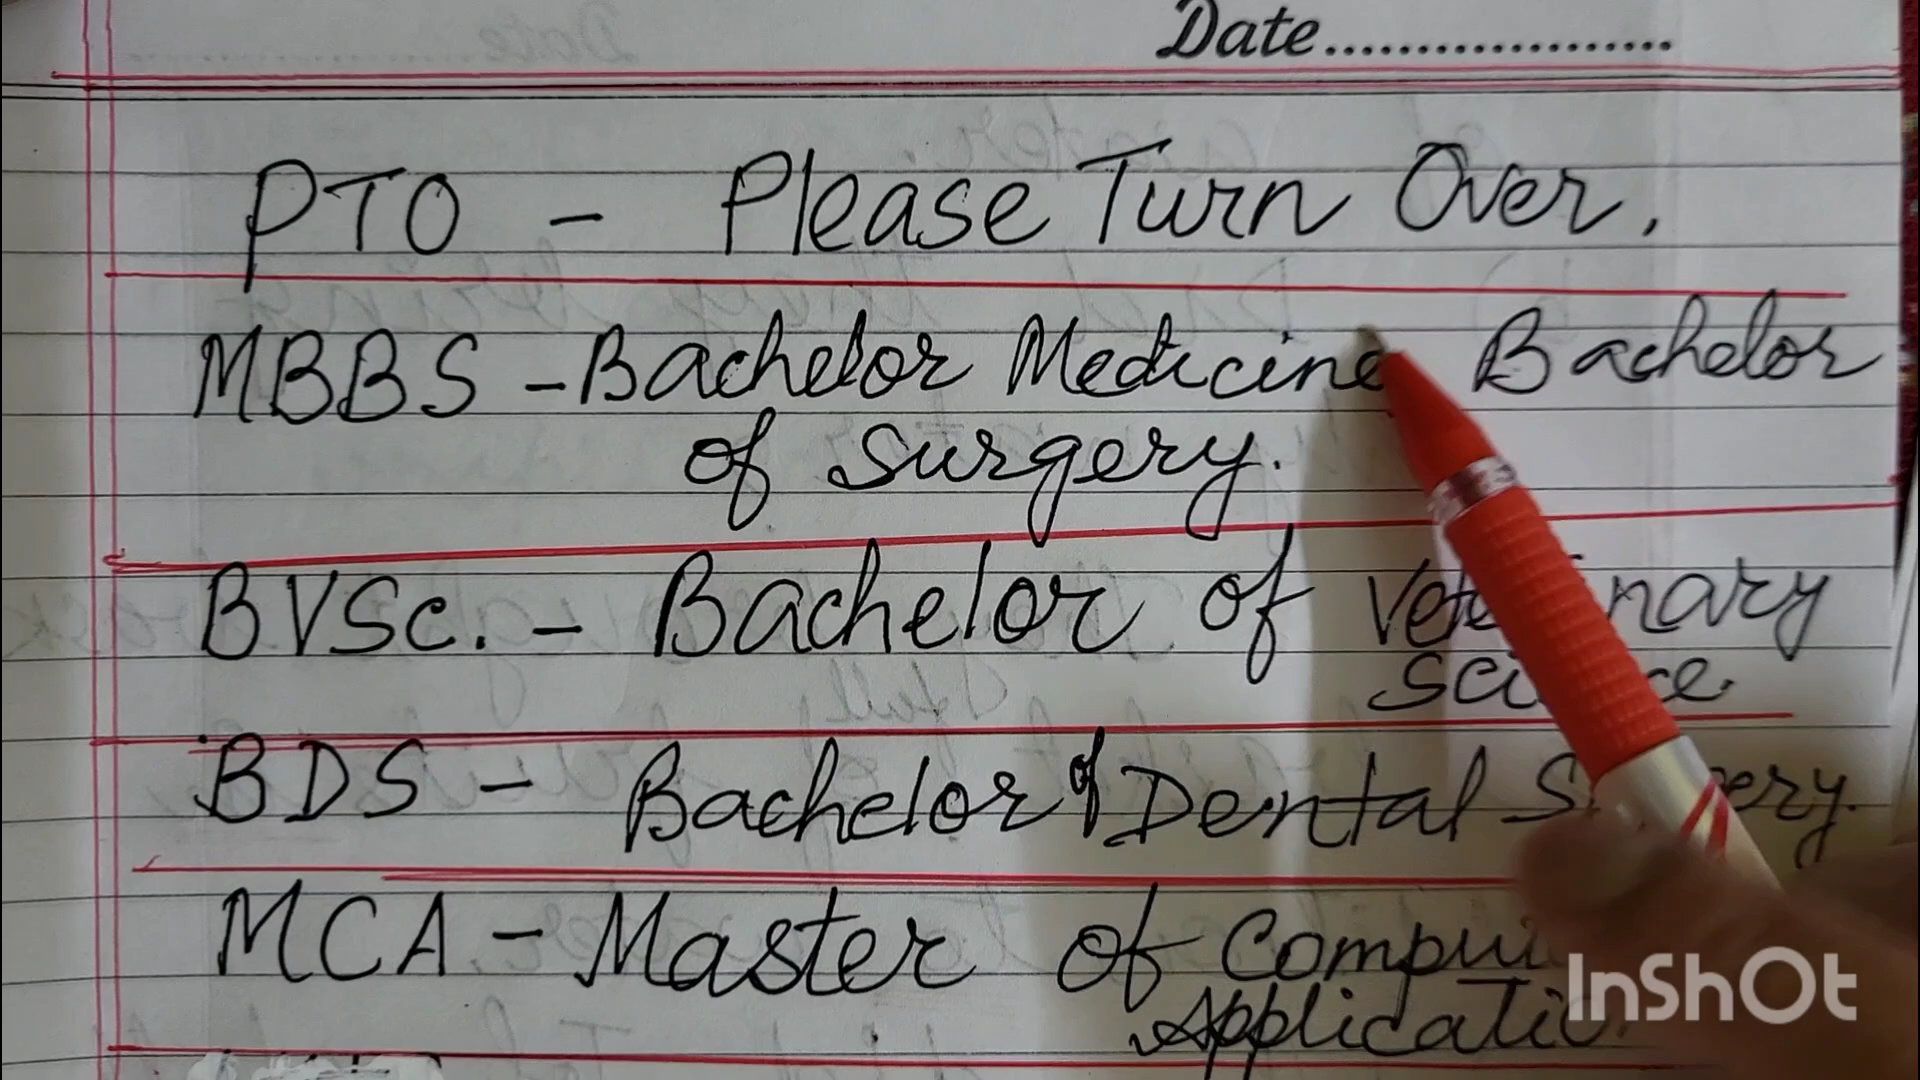 Date....................
PTO - Please Turn Over.
MBBS - Bachelor Medicine Bachelor
of Surgery.
BVSc. - Bachelor of
Science.
BDS - Bachelor of Dental
MCA - Master of
InShOt